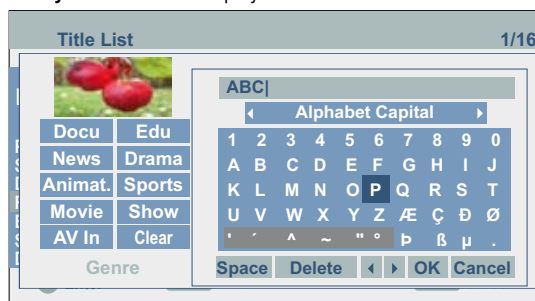 Title List 1/16
ABC|
Alphabet Capital
Docu Edu
News Drama
Animat. Sports
Movie Show
AV In Clear
Genre
1 2 3 4 5 6 7 8 9 0
A B C D E F G H I J
K L M N O P Q R S T
U V W X Y Z Æ Ç Ð Ø
' ´ ^ ~ " ° Þ ß µ .
Space Delete OK Cancel